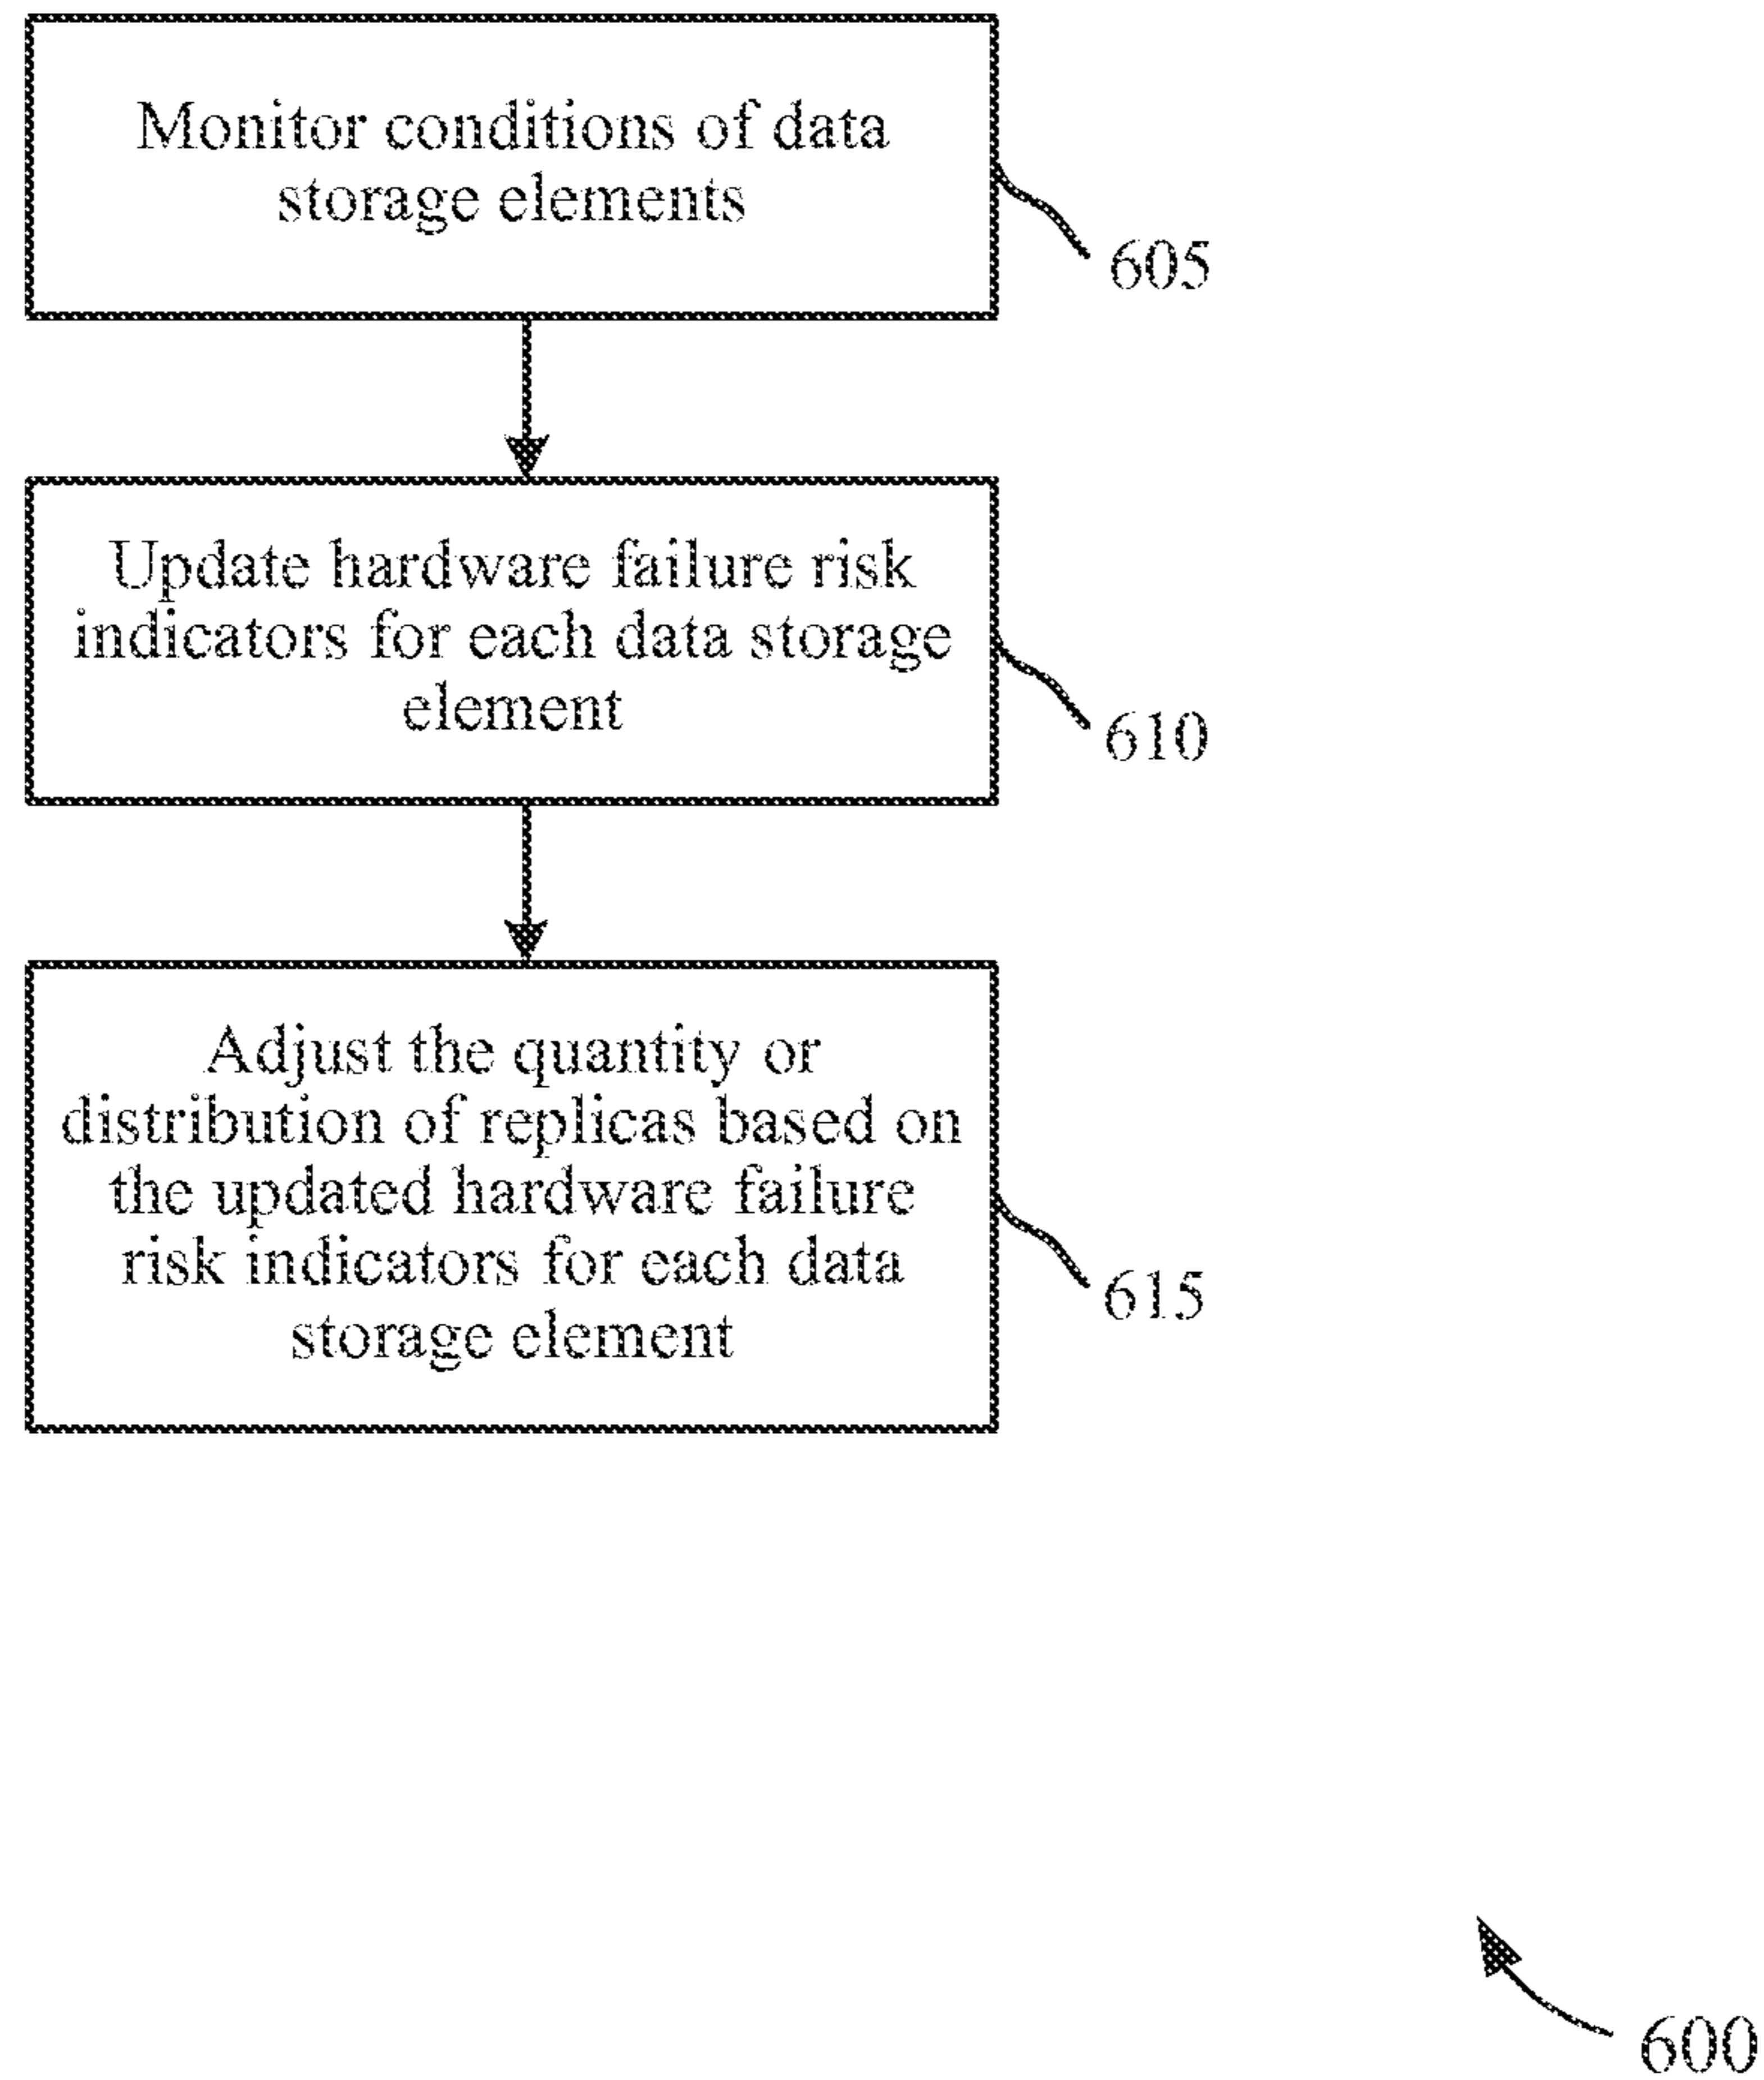 Monitor conditions of data
storage elements
605
Update hardware failure risk
indicators for each data storage
element
610
Adjust the quantity or
distribution of replicas based on
the updated hardware failure
risk indicators for each data
storage element
615
600